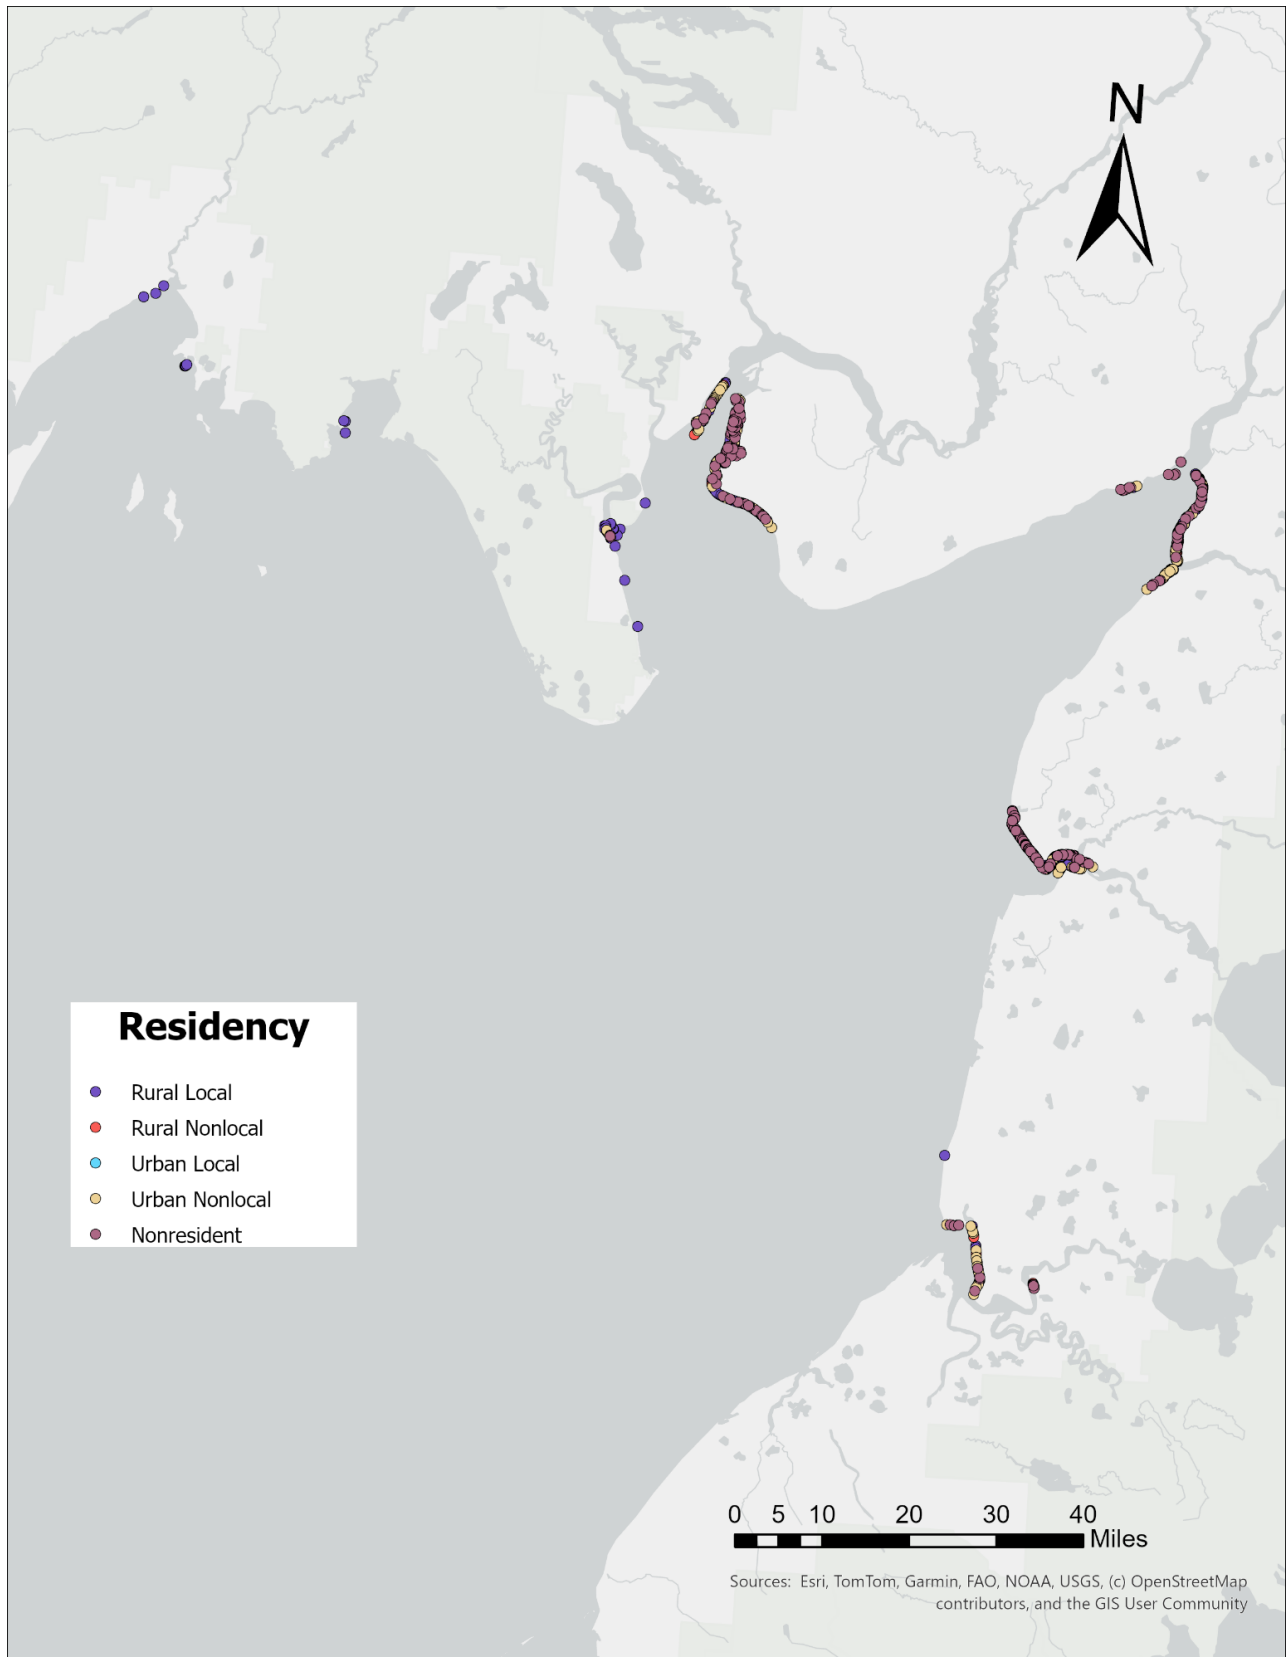 N
Residency
Rural Local
Rural Nonlocal
Urban Local
Urban Nonlocal
Nonresident
0 5 10 20 30 40
Miles
Sources: Esri, TomTom, Garmin, FAO, NOAA, USGS, (c) OpenStreetMap
contributors, and the GIS User Community